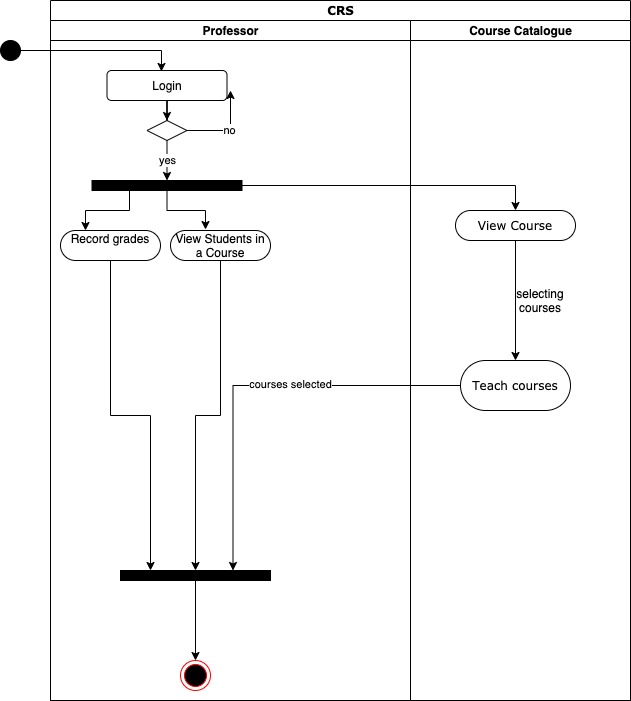 CRS
Professor
Course Catalogue
Login
no
yes
Record grades
View Students in
a Course
View Course
selecting
courses
courses selected
Teach courses